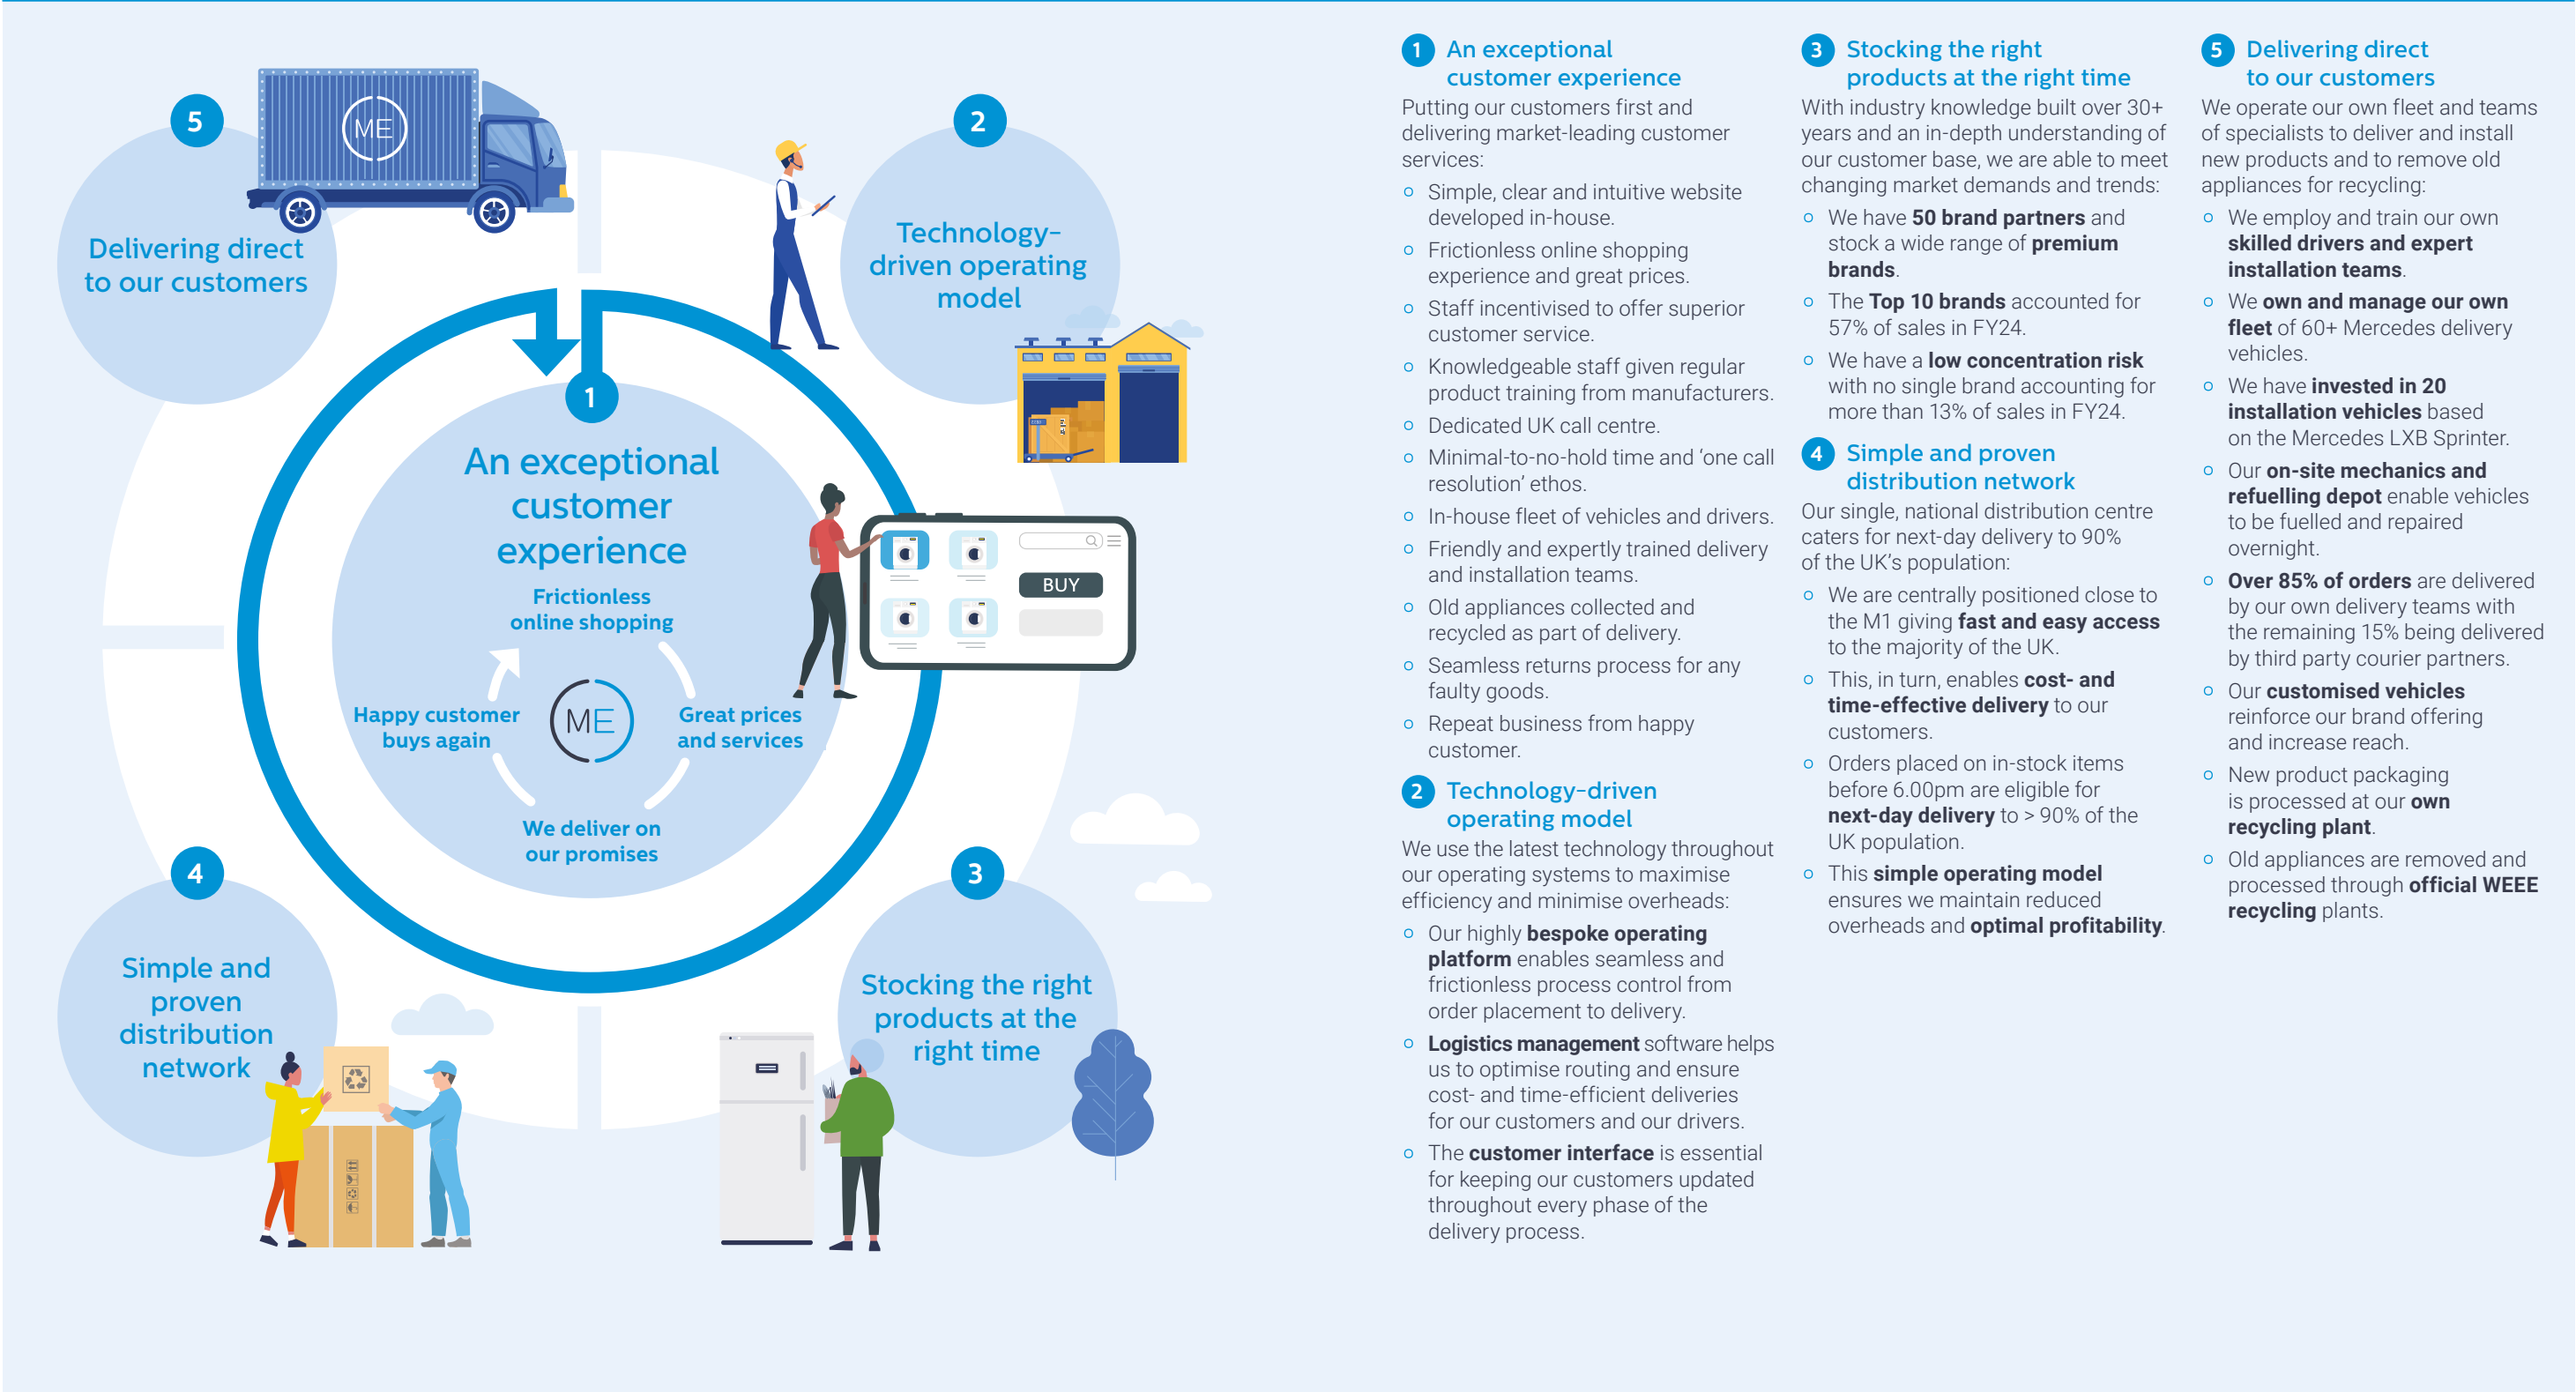 5
ME
Delivering direct
to our customers
2
Technology-
driven operating
model
1
An exceptional
customer
experience
Frictionless
online shopping
Great prices
and services
We deliver on
our promises
Happy customer
buys again
ME
BUY
4
Simple and
proven
distribution
network
3
Stocking the right
products at the
right time
1 An exceptional
customer experience
Putting our customers first and
delivering market-leading customer
services:
Simple, clear and intuitive website
developed in-house.
Frictionless online shopping
experience and great prices.
Staff incentivised to offer superior
customer service.
Knowledgeable staff given regular
product training from manufacturers.
Dedicated UK call centre.
Minimal-to-no-hold time and ‘one call
resolution’ ethos.
In-house fleet of vehicles and drivers.
Friendly and expertly trained delivery
and installation teams.
Old appliances collected and
recycled as part of delivery.
Seamless returns process for any
faulty goods.
Repeat business from happy
customer.
2 Technology-driven
operating model
We use the latest technology throughout
our operating systems to maximise
efficiency and minimise overheads:
Our highly bespoke operating
platform enables seamless and
frictionless process control from
order placement to delivery.
Logistics management software helps
us to optimise routing and ensure
cost- and time-efficient deliveries
for our customers and our drivers.
The customer interface is essential
for keeping our customers updated
throughout every phase of the
delivery process.
3 Stocking the right
products at the right time
With industry knowledge built over 30+
years and an in-depth understanding of
our customer base, we are able to meet
changing market demands and trends:
We have 50 brand partners and
stock a wide range of premium
brands.
The Top 10 brands accounted for
57% of sales in FY24.
We have a low concentration risk
with no single brand accounting for
more than 13% of sales in FY24.
4 Simple and proven
distribution network
Our single, national distribution centre
caters for next-day delivery to 90%
of the UK’s population:
We are centrally positioned close to
the M1 giving fast and easy access
to the majority of the UK.
This, in turn, enables cost- and
time-effective delivery to our
customers.
Orders placed on in-stock items
before 6.00pm are eligible for
next-day delivery to > 90% of the
UK population.
This simple operating model
ensures we maintain reduced
overheads and optimal profitability.
5 Delivering direct
to our customers
We operate our own fleet and teams
of specialists to deliver and install
new products and to remove old
appliances for recycling:
We employ and train our own
skilled drivers and expert
installation teams.
We own and manage our own
fleet of 60+ Mercedes delivery
vehicles.
We have invested in 20
installation vehicles based
on the Mercedes LXB Sprinter.
Our on-site mechanics and
refuelling depot enable vehicles
to be fuelled and repaired
overnight.
Over 85% of orders are delivered
by our own delivery teams with
the remaining 15% being delivered
by third party courier partners.
Our customised vehicles
reinforce our brand offering
and increase reach.
New product packaging
is processed at our own
recycling plant.
Old appliances are removed and
processed through official WEEE
recycling plants.